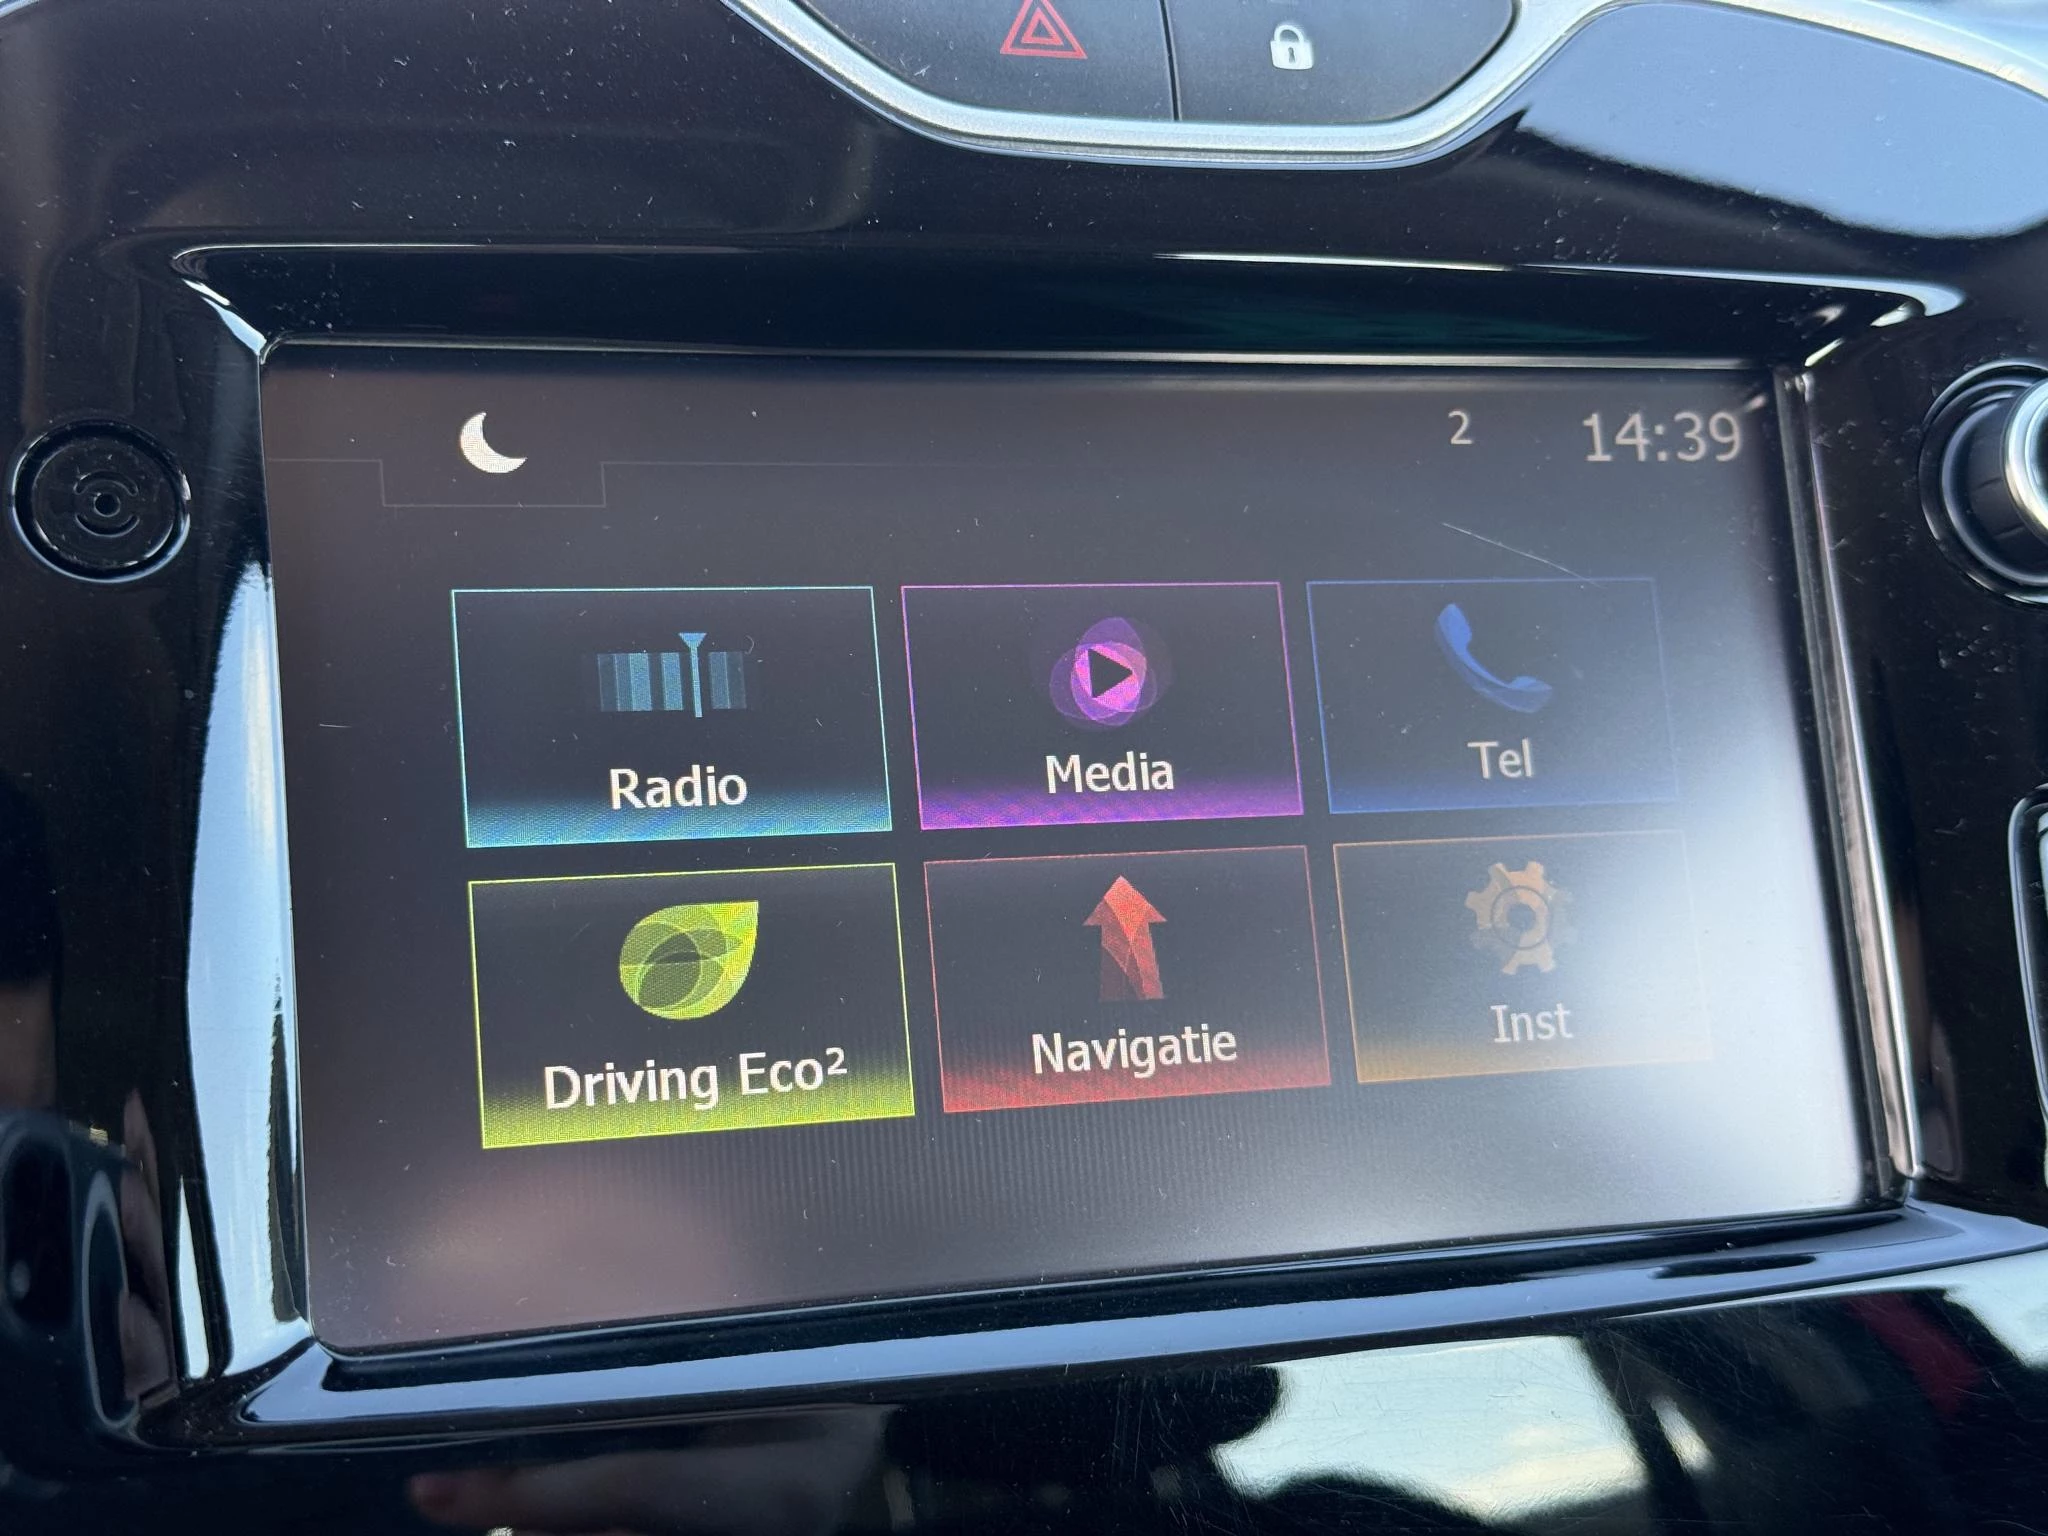 2 14:39
Radio
Media
Tel
Driving Eco²
Navigatie
Inst